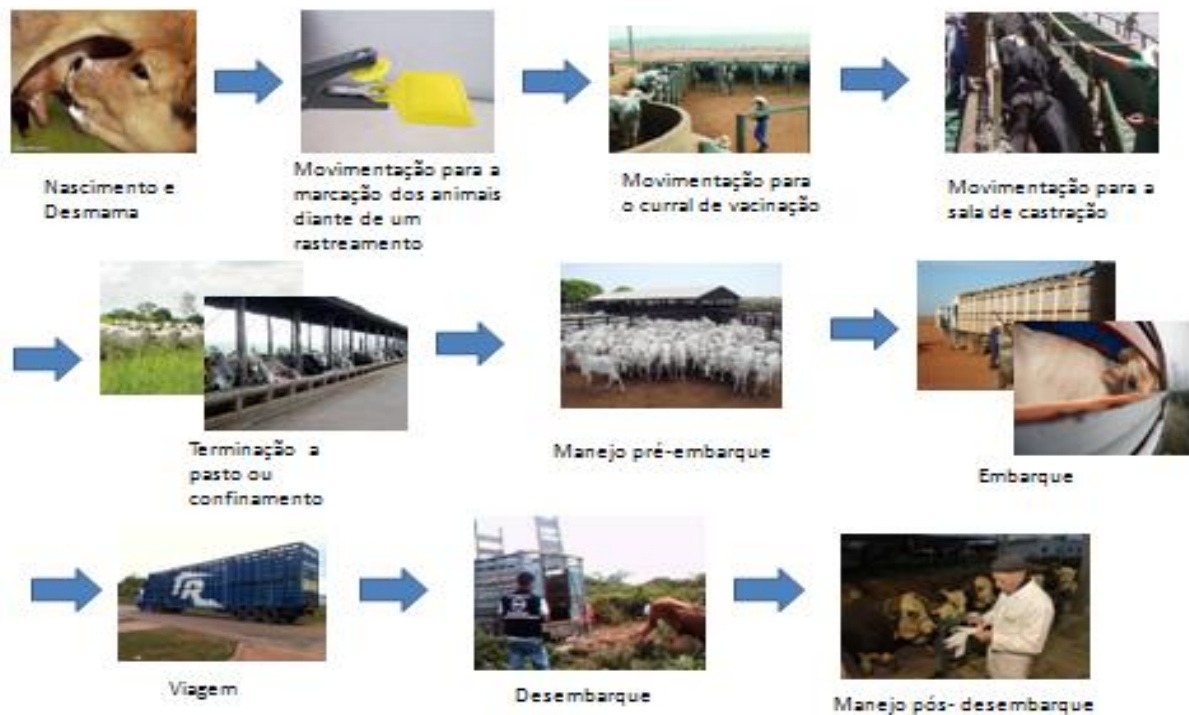 Nascimento e
Desmama
Movimentação para a
marcação dos animais
diante de um
rastreamento
Movimentação para
o curral de vacinação
Movimentação para a
sala de castração
Terminação a
pasto ou
confinamento
Manejo pré-embarque
Embarque
Viagem
Desembarque
Manejo pós- desembarque